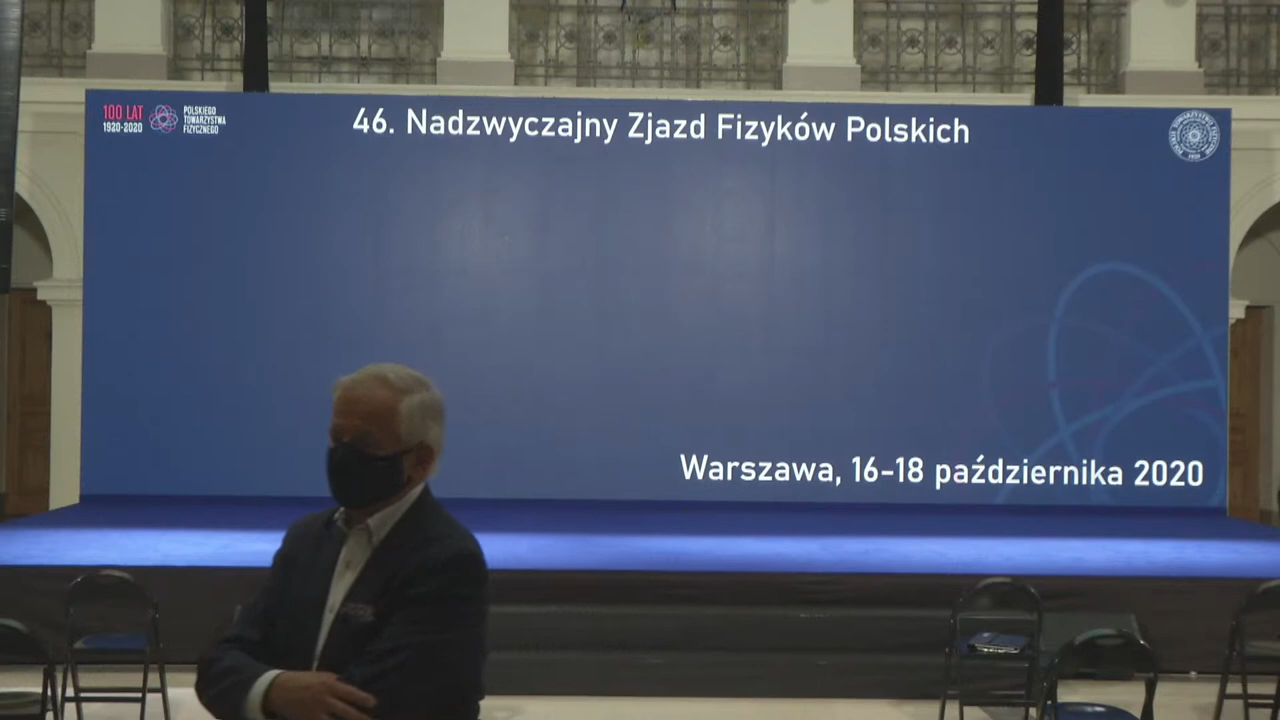 100 LAT
1920-2020
POLSKIEGO
TOWARZYSTWA
FIZYCZNEGO
46. Nadzwyczajny Zjazd Fizyków Polskich
Warszawa, 16-18 października 2020